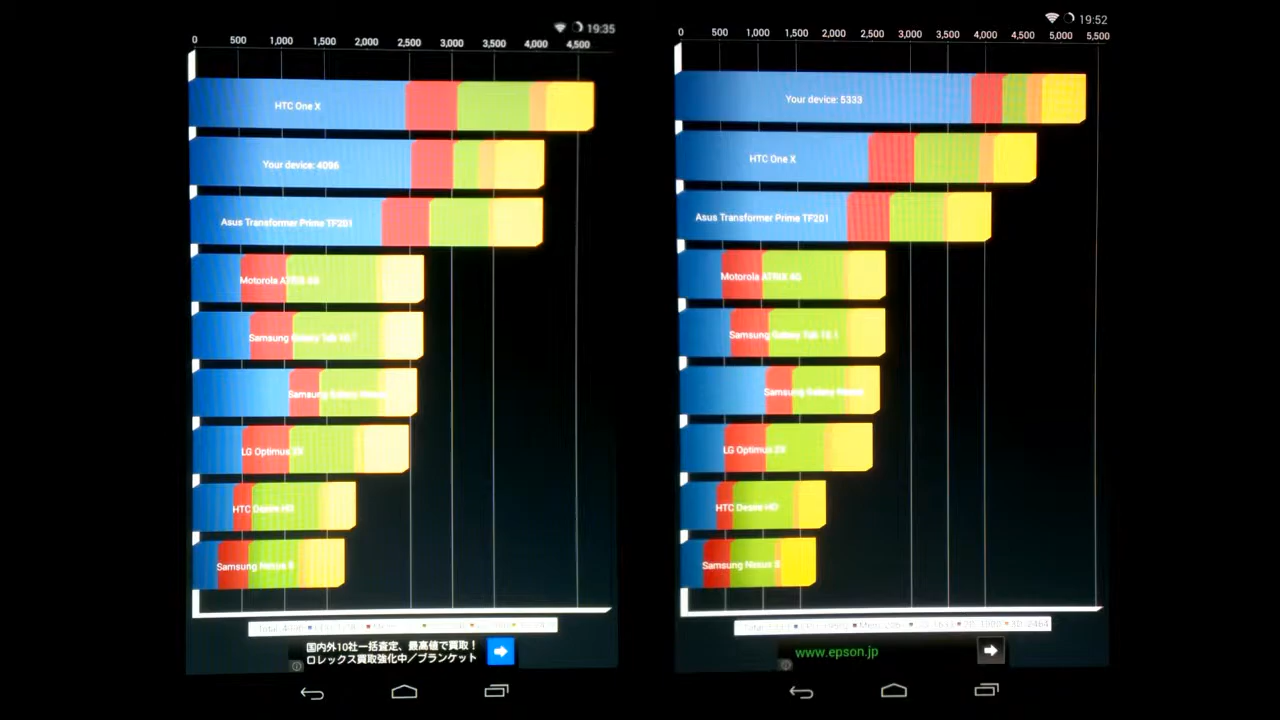 19:35
0 500 1,000 1,500 2,000 2,500 3,000 3,500 4,000 4,500
HTC One X
Your device: 4096
Asus Transformer Prime TF201
Motorola ATRIX 4G
Samsung Galaxy Tab 10.1
Samsung Galaxy Nexus
LG Optimus 2X
HTC Desire HD
Samsung Nexus S
国内外10社一括査定、最高値で買取！
ロレックス買取強化中／ブランケット
19:52
0 500 1,000 1,500 2,000 2,500 3,000 3,500 4,000 4,500 5,000 5,500
Your device: 5333
HTC One X
Asus Transformer Prime TF201
Motorola ATRIX 4G
Samsung Galaxy Tab 10.1
Samsung Galaxy Nexus
LG Optimus 2X
HTC Desire HD
Samsung Nexus S
www.epson.jp